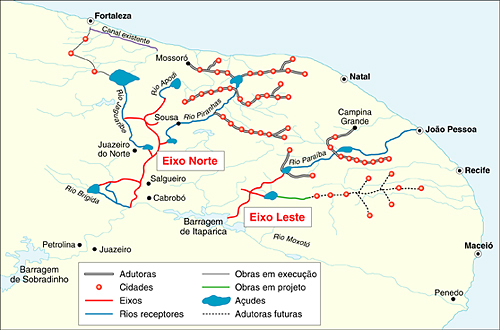 Fortaleza
Canal existente
Mossoró
Rio Apodi
Natal
Rio Jaguaribe
Rio Piranhas
Sousa
Campina
Grande
João Pessoa
Juazeiro
do Norte
Eixo Norte
Rio Paraíba
Recife
Salgueiro
Rio Brígida
Cabrobó
Barragem
de Itaparica
Eixo Leste
Rio Moxotó
Petrolina
Juazeiro
Maceió
Barragem
de Sobradinho
Penedo
Adutoras
Obras em execução
Cidades
Obras em projeto
Eixos
Açudes
Rios receptores
Adutoras futuras